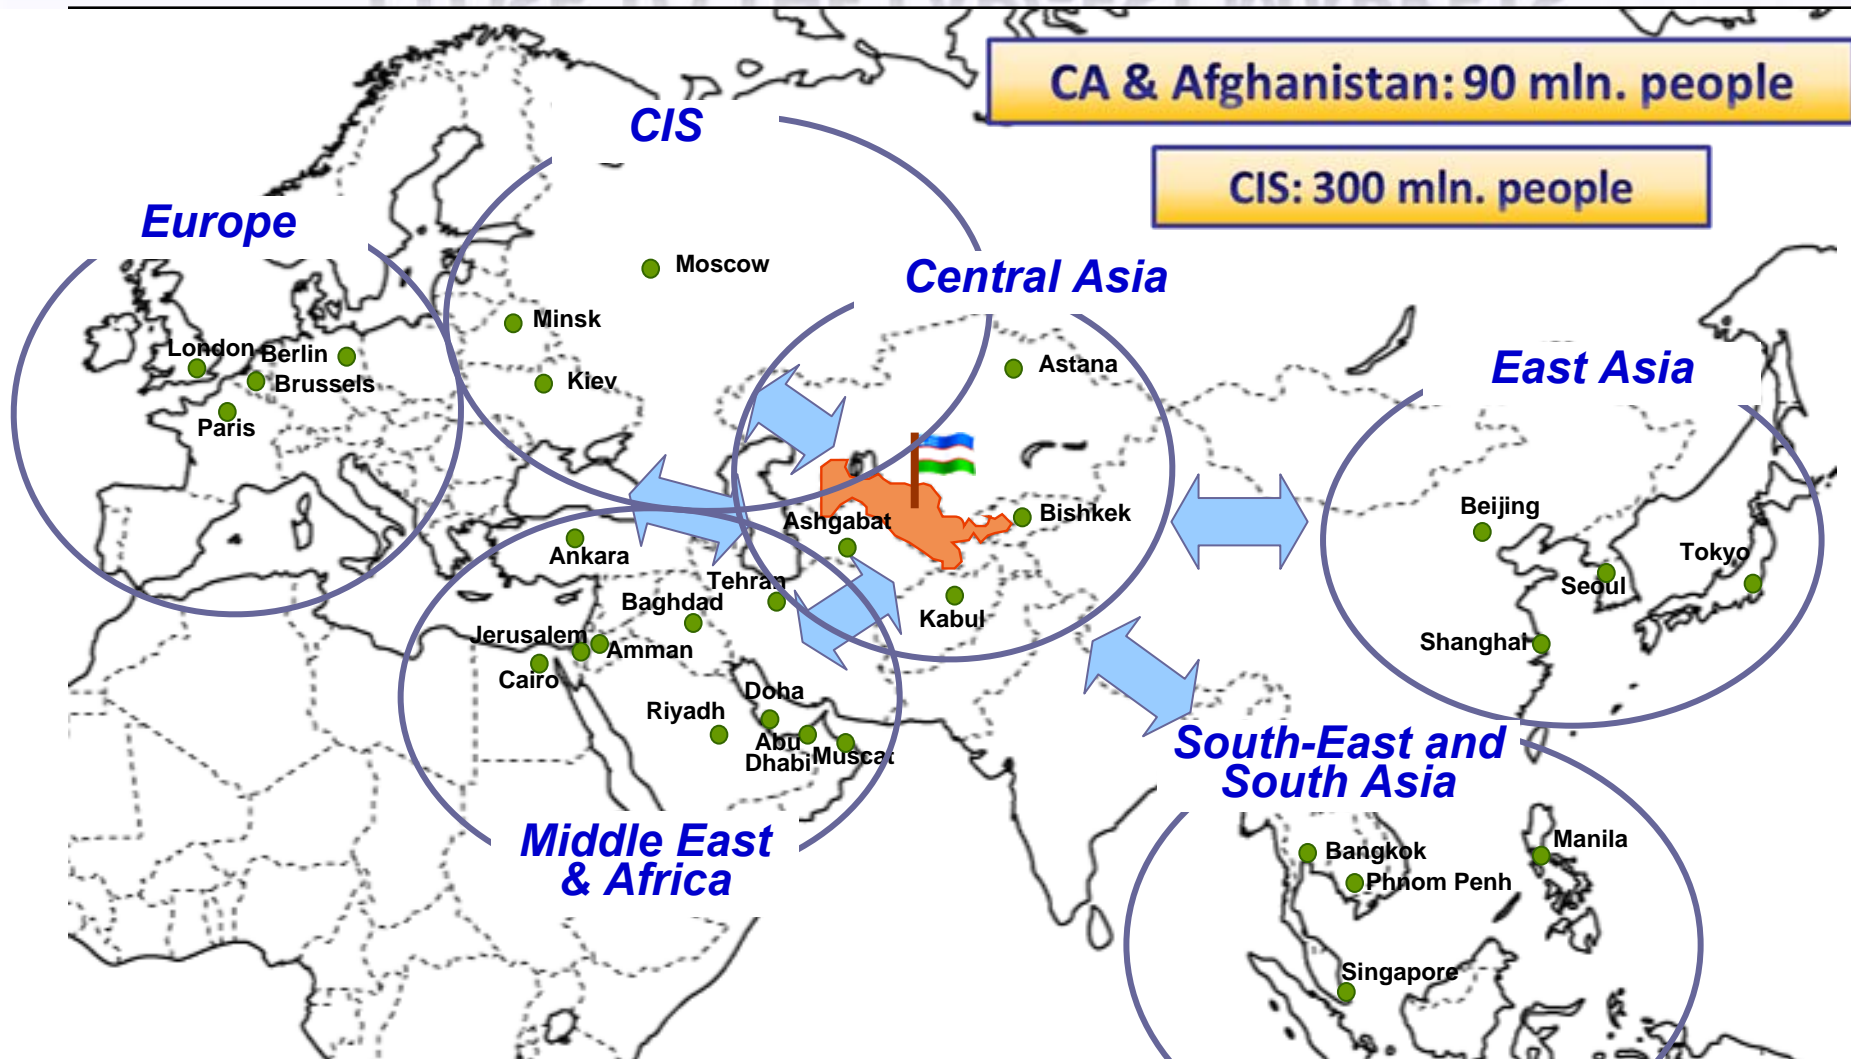 CA & Afghanistan: 90 mln. people
CIS: 300 mln. people
CIS
Europe
Central Asia
East Asia
Moscow
Minsk
London
Berlin
Brussels
Kiev
Paris
Astana
Ashgabat
Bishkek
Beijing
Tokyo
Seoul
Shanghai
Ankara
Tehran
Baghdad
Kabul
Jerusalem
Amman
Cairo
Doha
Riyadh
Abu
Dhabi
Muscat
South-East and
South Asia
Middle East
& Africa
Manila
Bangkok
Phnom Penh
Singapore